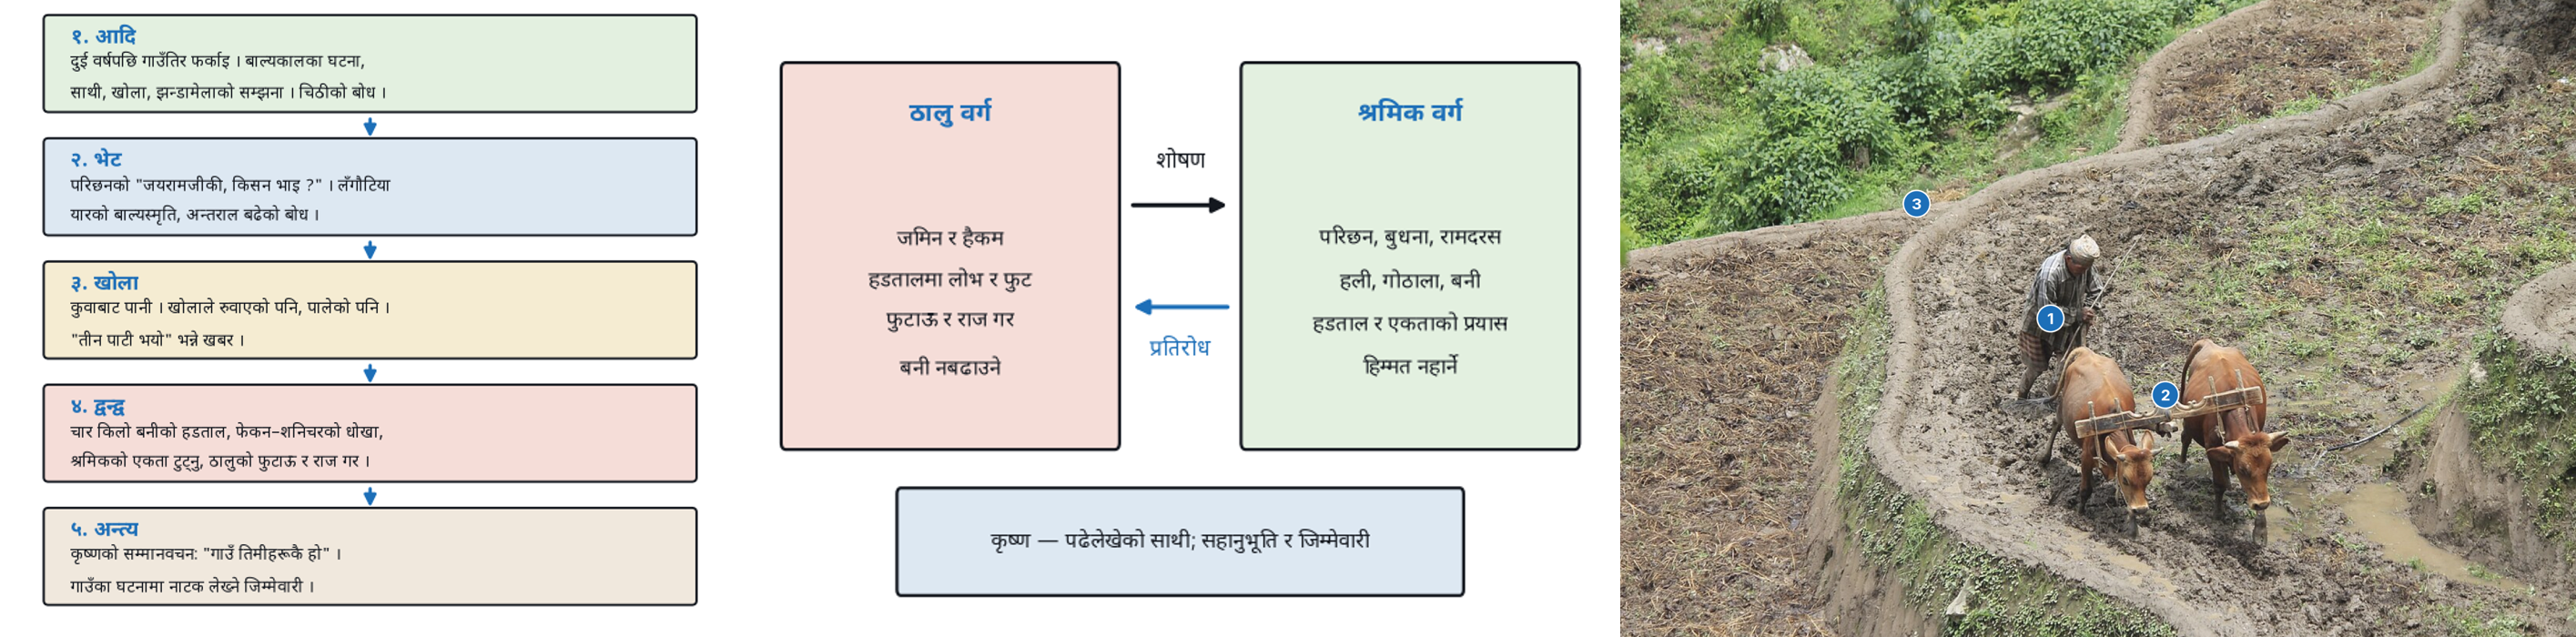 १. आदि
दुई वर्षपछि गाउँतिर फर्काइ । बाल्यकालका घटना,
साथी, खोला, झन्डामेलाको सम्झना । चिठीको बोध ।
२. भेट
परिछनको "जयरामजीकी, किसन भाइ ?" । लँगौटिया
यारको बाल्यस्मृति, अन्तराल बढेको बोध ।
३. खोला
कुवाबाट पानी । खोलाले रुवाएको पनि, पालेको पनि ।
"तीन पाटी भयो" भन्ने खबर ।
४. द्वन्द्व
चार किलो बनीको हडताल, फेकन–शनिचरको धोखा,
श्रमिकको एकता टुट्नु, ठालुको फुटाऊ र राज गर ।
५. अन्त्य
कृष्णको सम्मानवचन: "गाउँ तिमीहरूकै हो" ।
गाउँका घटनामा नाटक लेख्ने जिम्मेवारी ।
ठालु वर्ग
जमिन र हैकम
हडतालमा लोभ र फुट
फुटाऊ र राज गर
बनी नबढाउने
शोषण
प्रतिरोध
श्रमिक वर्ग
परिछन, बुधना, रामदरस
हली, गोठाला, बनी
हडताल र एकताको प्रयास
हिम्मत नहार्ने
कृष्ण — पढेलेखेको साथी; सहानुभूति र जिम्मेवारी
3
1
2